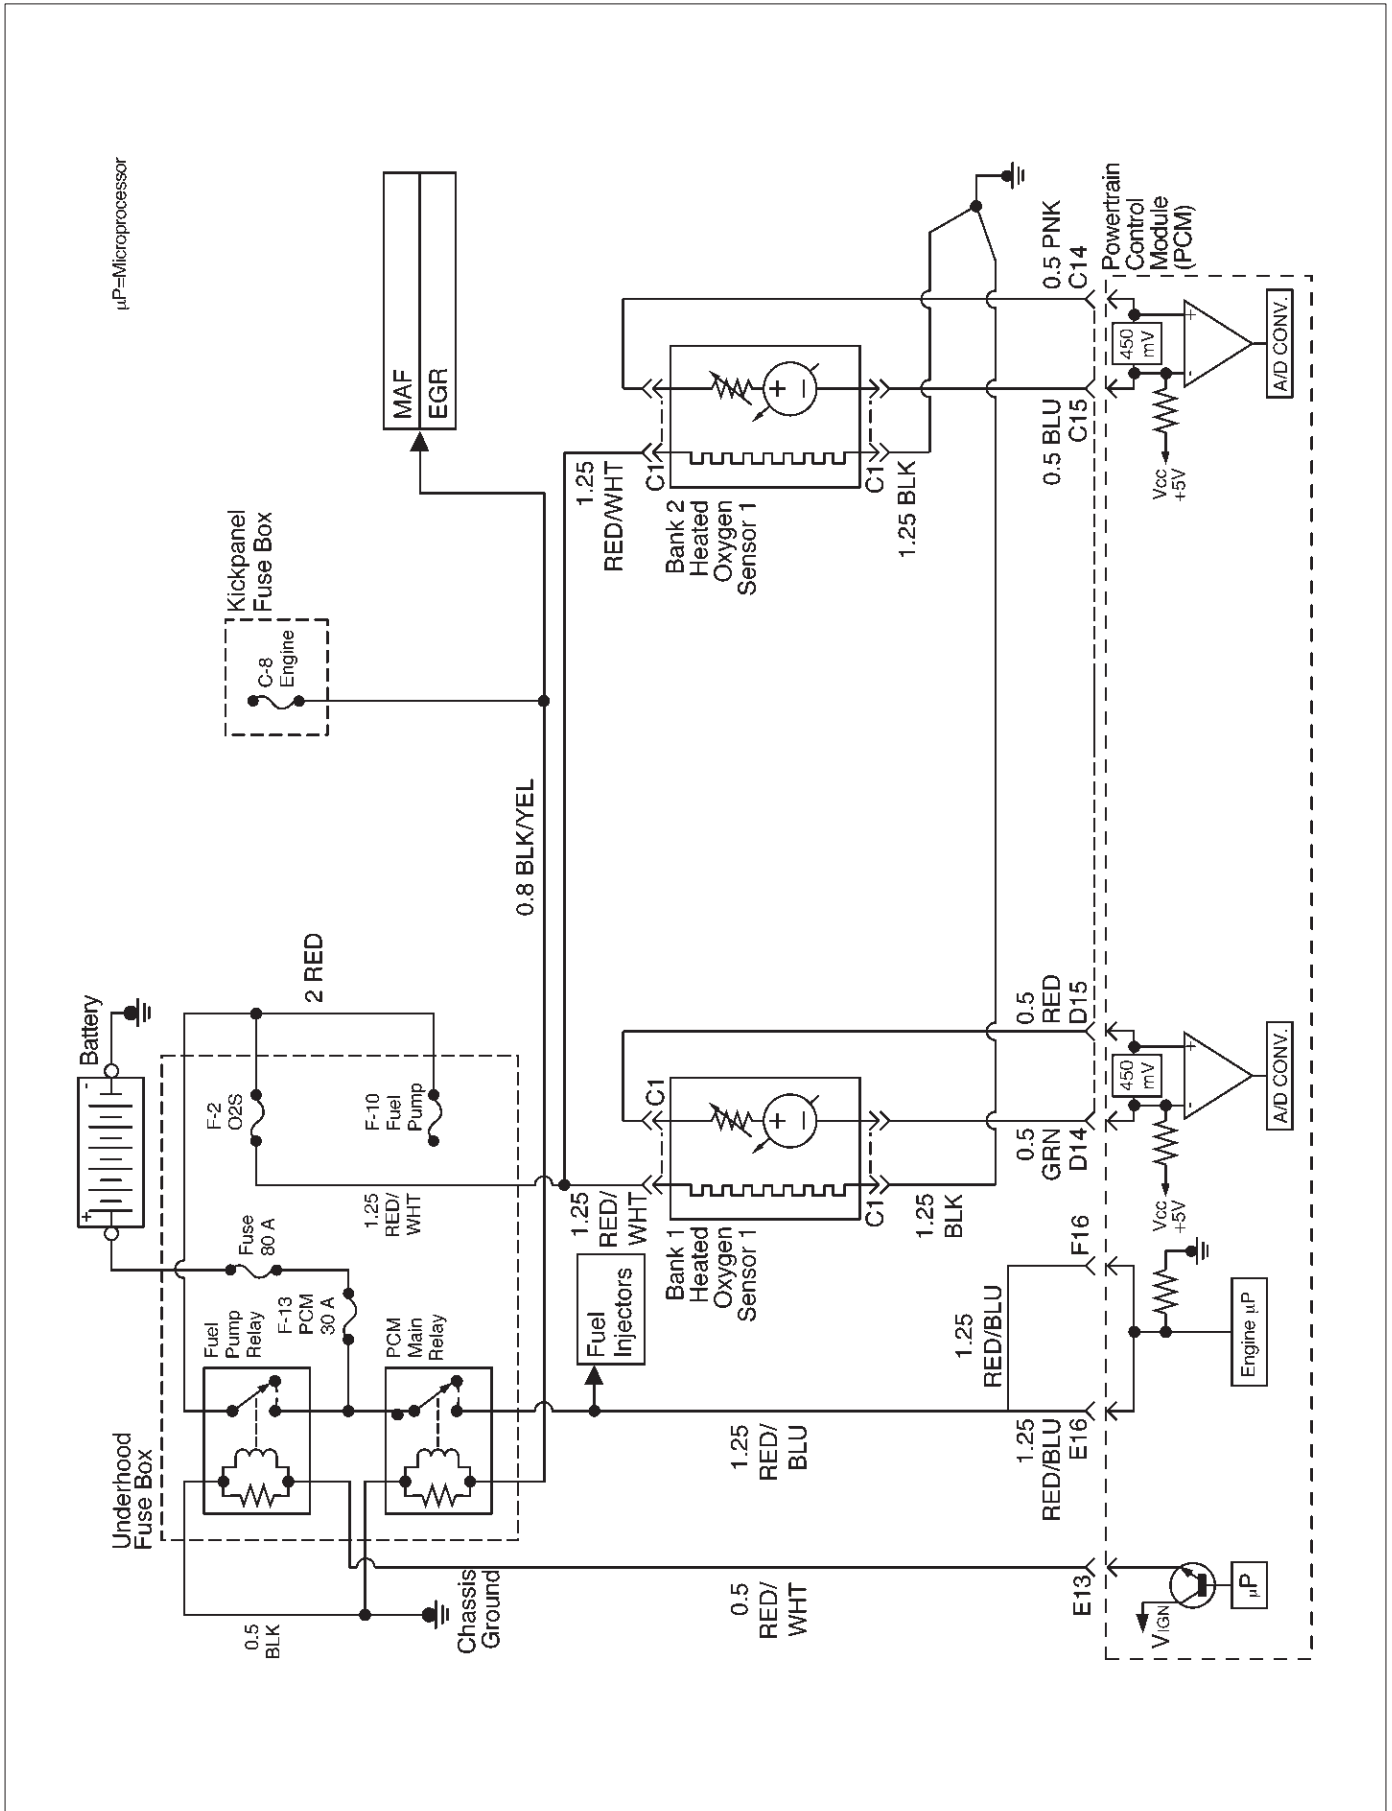 µP=Microprocessor
Battery
Underhood
Fuse Box
Kickpanel
Fuse Box
C-8
Engine
MAF
EGR
2 RED
F-2
O2S
F-10
Fuel
Pump
Fuse
80 A
F-13
PCM
30 A
Fuel
Pump
Relay
PCM
Main
Relay
1.25
RED/
WHT
0.5
BLK
Chassis
Ground
0.8 BLK/YEL
Fuel
Injectors
1.25
RED/
WHT
1.25
RED/WHT
C1
C1
Bank 1
Heated
Oxygen
Sensor 1
+
–
C1
1.25
BLK
Bank 2
Heated
Oxygen
Sensor 1
+
–
C1
1.25 BLK
0.5
RED/
WHT
E13
1.25
RED/
BLU
1.25
RED/BLU
E16
1.25
RED/BLU
F16
0.5
GRN
D14
0.5
RED
D15
0.5 BLU
C15
0.5 PNK
C14
Powertrain
Control
Module
(PCM)
VIGN
µP
Engine µP
Vcc
+5V
450
mV
-
+
A/D CONV.
Vcc
+5V
450
mV
-
+
A/D CONV.
+
-